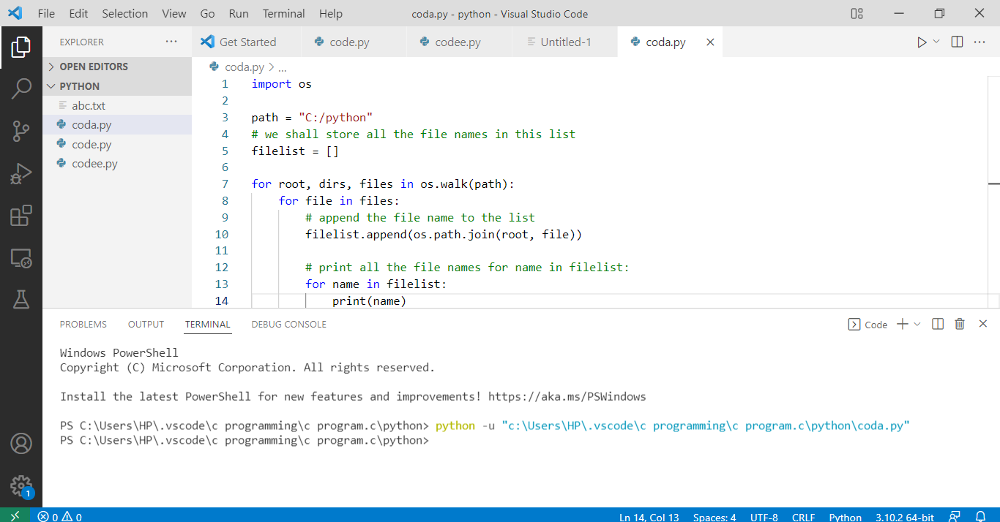 File Edit Selection View Go Run Terminal Help coda.py - python - Visual Studio Code
EXPLORER ... Get Started code.py codee.py Untitled-1 coda.py
OPEN EDITORS
PYTHON
abc.txt
coda.py
code.py
codee.py
coda.py > ...
1 import os
2
3 path = "C:/python"
4 # we shall store all the file names in this list
5 filelist = []
6
7 for root, dirs, files in os.walk(path):
8 for file in files:
9 # append the file name to the list
10 filelist.append(os.path.join(root, file))
11
12 # print all the file names for name in filelist:
13 for name in filelist:
14 print(name)
PROBLEMS OUTPUT TERMINAL DEBUG CONSOLE Code
Windows PowerShell
Copyright (C) Microsoft Corporation. All rights reserved.
Install the latest PowerShell for new features and improvements! https://aka.ms/PSWindows
PS C:\Users\HP\.vscode\c programming\c program.c\python> python -u "c:\Users\HP\.vscode\c programming\c program.c\python\coda.py"
PS C:\Users\HP\.vscode\c programming\c program.c\python>
1
0 0 Ln 14, Col 13 Spaces: 4 UTF-8 CRLF Python 3.10.2 64-bit